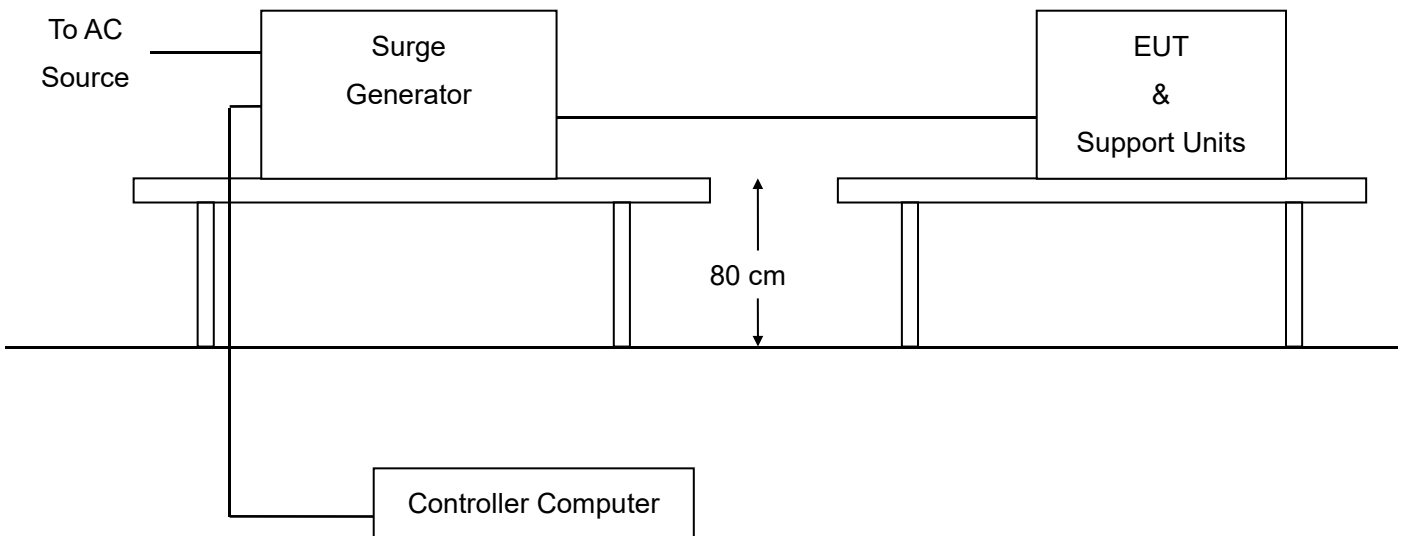 To AC
Source
Surge
Generator
EUT
&
Support Units
80 cm
Controller Computer